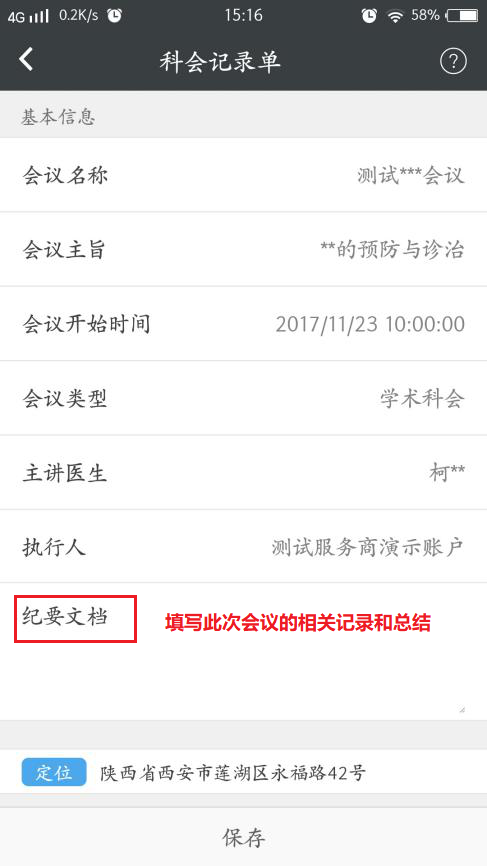 4G 0.2K/s 15:16 58%
科会记录单 ?
基本信息
会议名称 测试***会议
会议主旨 **的预防与诊治
会议开始时间 2017/11/23 10:00:00
会议类型 学术科会
主讲医生 柯**
执行人 测试服务商演示账户
纪要文档 填写此次会议的相关记录和总结
定位 陕西省西安市莲湖区永福路42号
保存